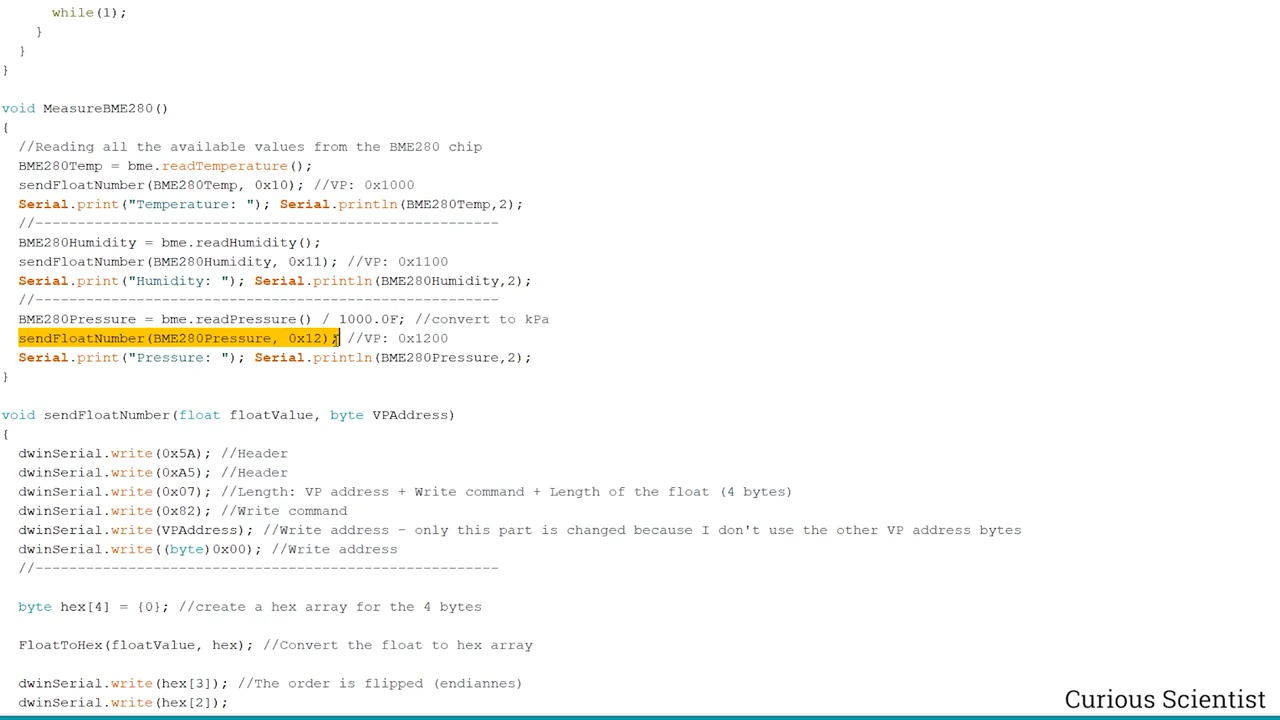 while(1);
}
}
}
void MeasureBME280()
{
//Reading all the available values from the BME280 chip
BME280Temp = bme.readTemperature();
sendFloatNumber(BME280Temp, 0x10); //VP: 0x1000
Serial.print("Temperature: "); Serial.println(BME280Temp,2);
//-------------------------------------------------------
BME280Humidity = bme.readHumidity();
sendFloatNumber(BME280Humidity, 0x11); //VP: 0x1100
Serial.print("Humidity: "); Serial.println(BME280Humidity,2);
//-------------------------------------------------------
BME280Pressure = bme.readPressure() / 1000.0F; //convert to kPa
sendFloatNumber(BME280Pressure, 0x12); //VP: 0x1200
Serial.print("Pressure: "); Serial.println(BME280Pressure,2);
}
void sendFloatNumber(float floatValue, byte VPAddress)
{
dwinSerial.write(0x5A); //Header
dwinSerial.write(0xA5); //Header
dwinSerial.write(0x07); //Length: VP address + Write command + Length of the float (4 bytes)
dwinSerial.write(0x82); //Write command
dwinSerial.write(VPAddress); //Write address - only this part is changed because I don't use the other VP address bytes
dwinSerial.write((byte)0x00); //Write address
//-------------------------------------------------------
byte hex[4] = {0}; //create a hex array for the 4 bytes
FloatToHex(floatValue, hex); //Convert the float to hex array
dwinSerial.write(hex[3]); //The order is flipped (endiannes)
dwinSerial.write(hex[2]);
Curious Scientist